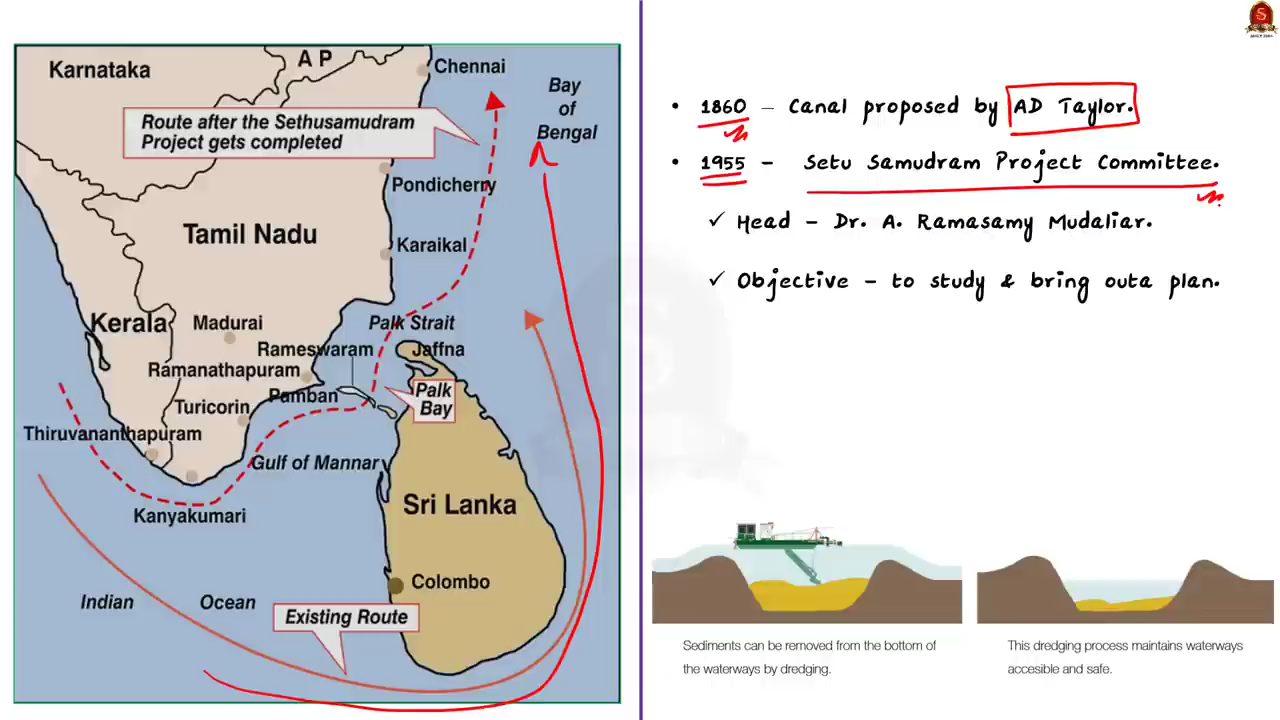 Karnataka
A P
Chennai
Bay
of
Bengal
Route after the Sethusamudram
Project gets completed
Pondicherry
Tamil Nadu
Karaikal
Kerala
Madurai
Palk Strait
Rameswaram
Jaffna
Ramanathapuram
Pamban
Palk
Bay
Turicorin
Thiruvananthapuram
Gulf of Mannar
Sri Lanka
Kanyakumari
Colombo
Indian Ocean
Existing Route
• 1860 – Canal proposed by AD Taylor.
• 1955 – Setu Samudram Project Committee.
✓ Head – Dr. A. Ramasamy Mudaliar.
✓ Objective – to study & bring outa plan.
Sediments can be removed from the bottom of
the waterways by dredging.
This dredging process maintains waterways
accesible and safe.